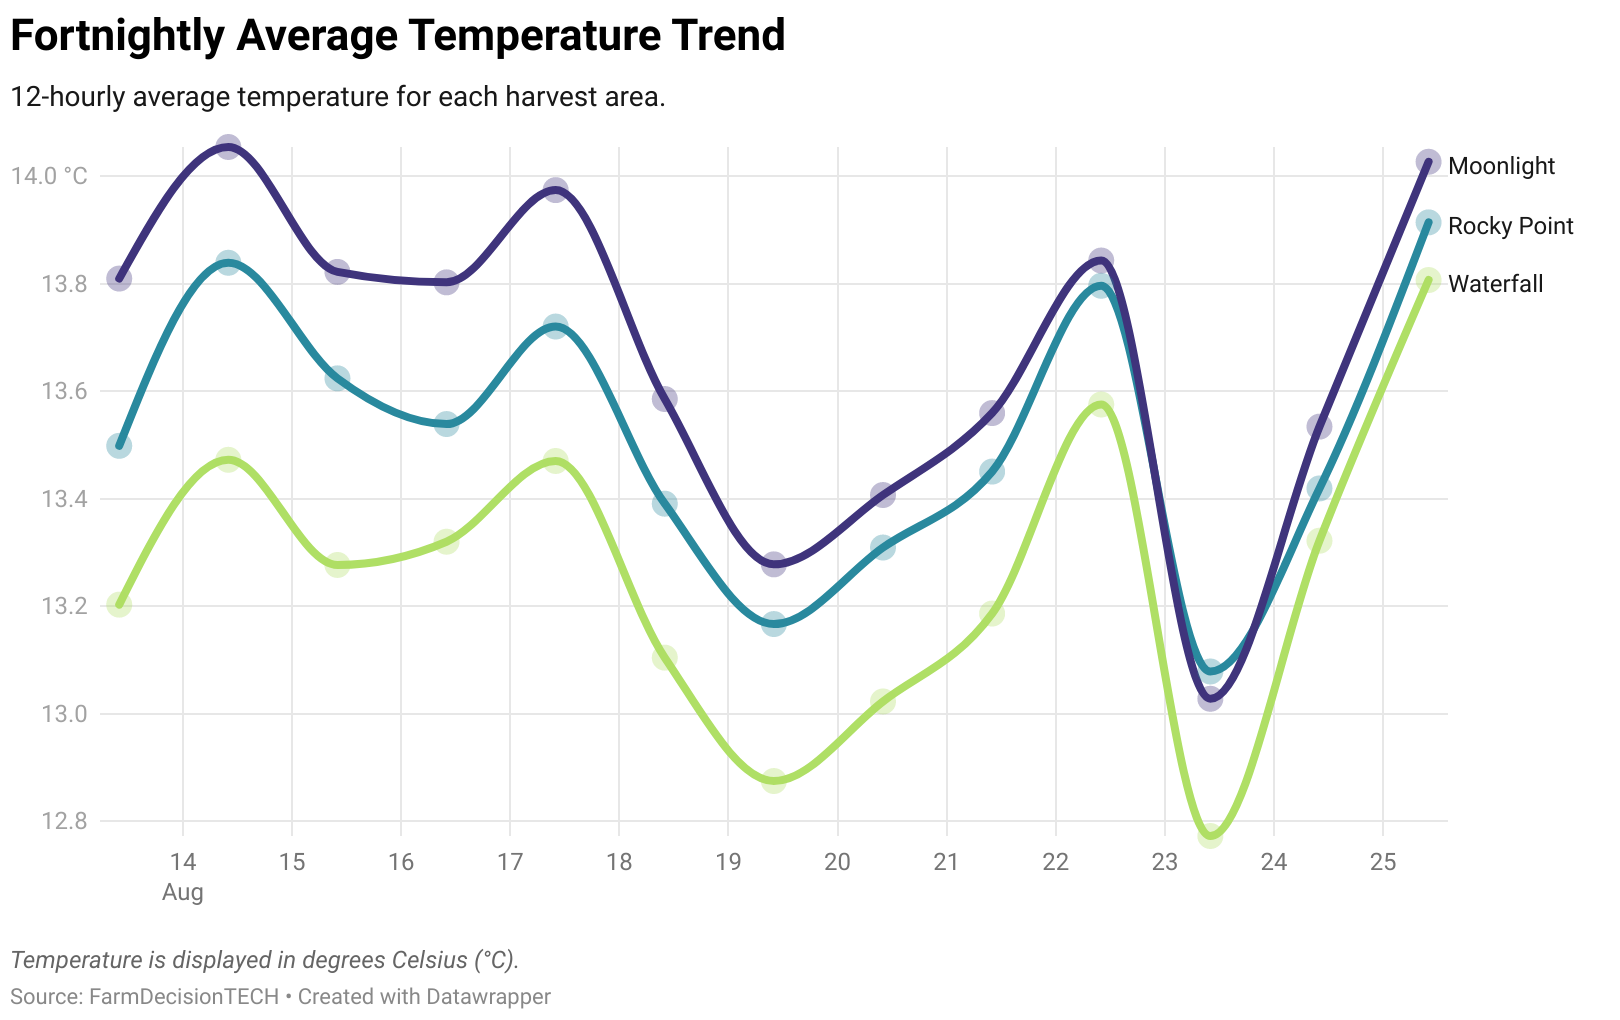 Fortnightly Average Temperature Trend
12-hourly average temperature for each harvest area.
14.0 °C
13.8
13.6
13.4
13.2
13.0
12.8
Moonlight
Rocky Point
Waterfall
14 15 16 17 18 19 20 21 22 23 24 25
Aug
Temperature is displayed in degrees Celsius (°C).
Source: FarmDecisionTECH • Created with Datawrapper